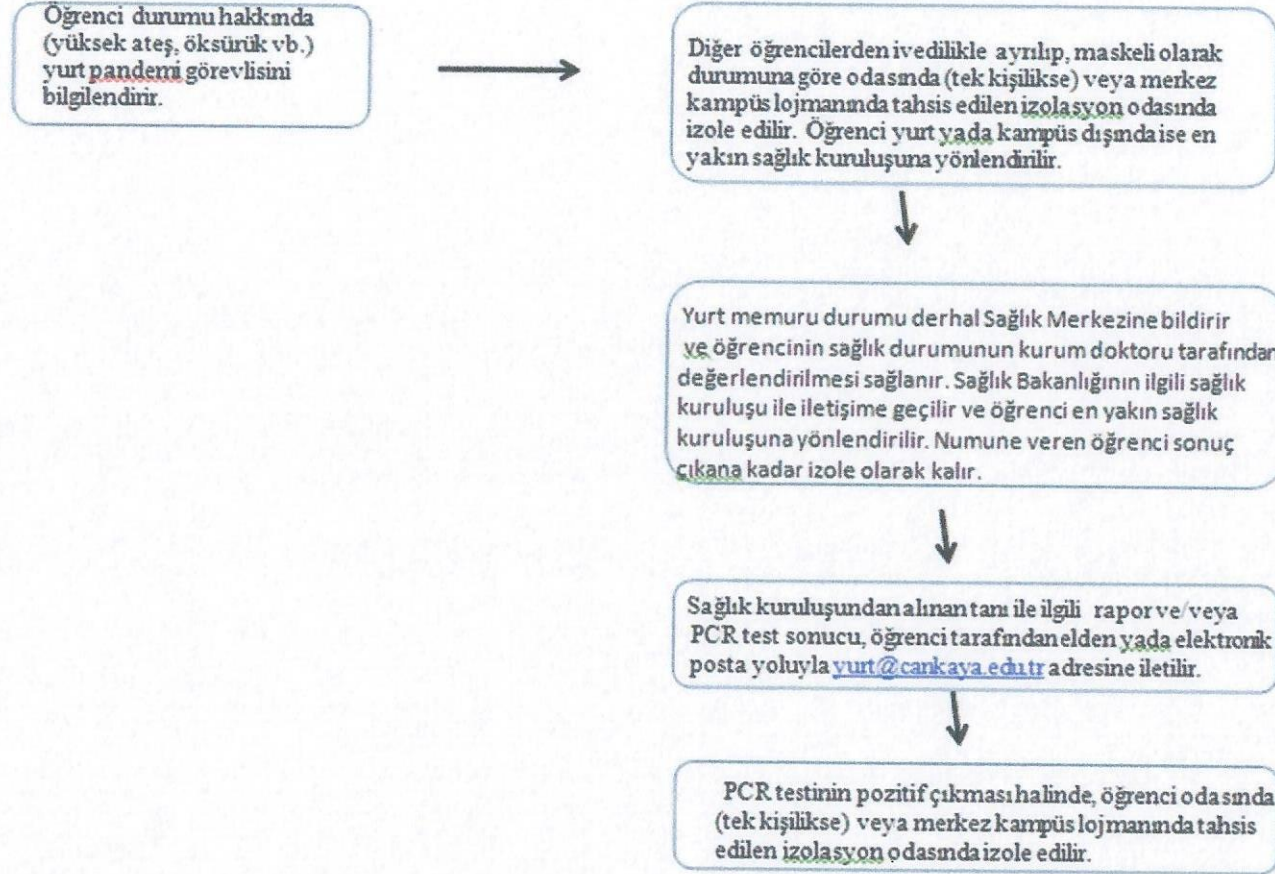 Öğrenci durumu hakkında
(yüksek ateş, öksürük vb.)
yurt pandemi görevlisini
bilgilendirir.
Diğer öğrencilerden ivedilikle ayrılıp, maskeli olarak
durumuna göre odasında (tek kişilikse) veya merkez
kampüs lojmanında tahsis edilen izolasyon odasında
izole edilir. Öğrenci yurt yada kampüs dışında ise en
yakın sağlık kuruluşuna yönlendirilir.
Yurt memuru durumu derhal Sağlık Merkezine bildirir
ve öğrencinin sağlık durumunun kurum doktoru tarafından
değerlendirilmesi sağlanır. Sağlık Bakanlığının ilgili sağlık
kuruluşu ile iletişime geçilir ve öğrenci en yakın sağlık
kuruluşuna yönlendirilir. Numune veren öğrenci sonuç
çıkana kadar izole olarak kalır.
Sağlık kuruluşundan alınan tanı ile ilgili rapor ve/veya
PCR test sonucu, öğrenci tarafından elden yada elektronik
posta yoluyla yurt@cankaya.edu.tr adresine iletilir.
PCR testinin pozitif çıkması halinde, öğrenci odasında
(tek kişilikse) veya merkez kampüs lojmanında tahsis
edilen izolasyon odasında izole edilir.